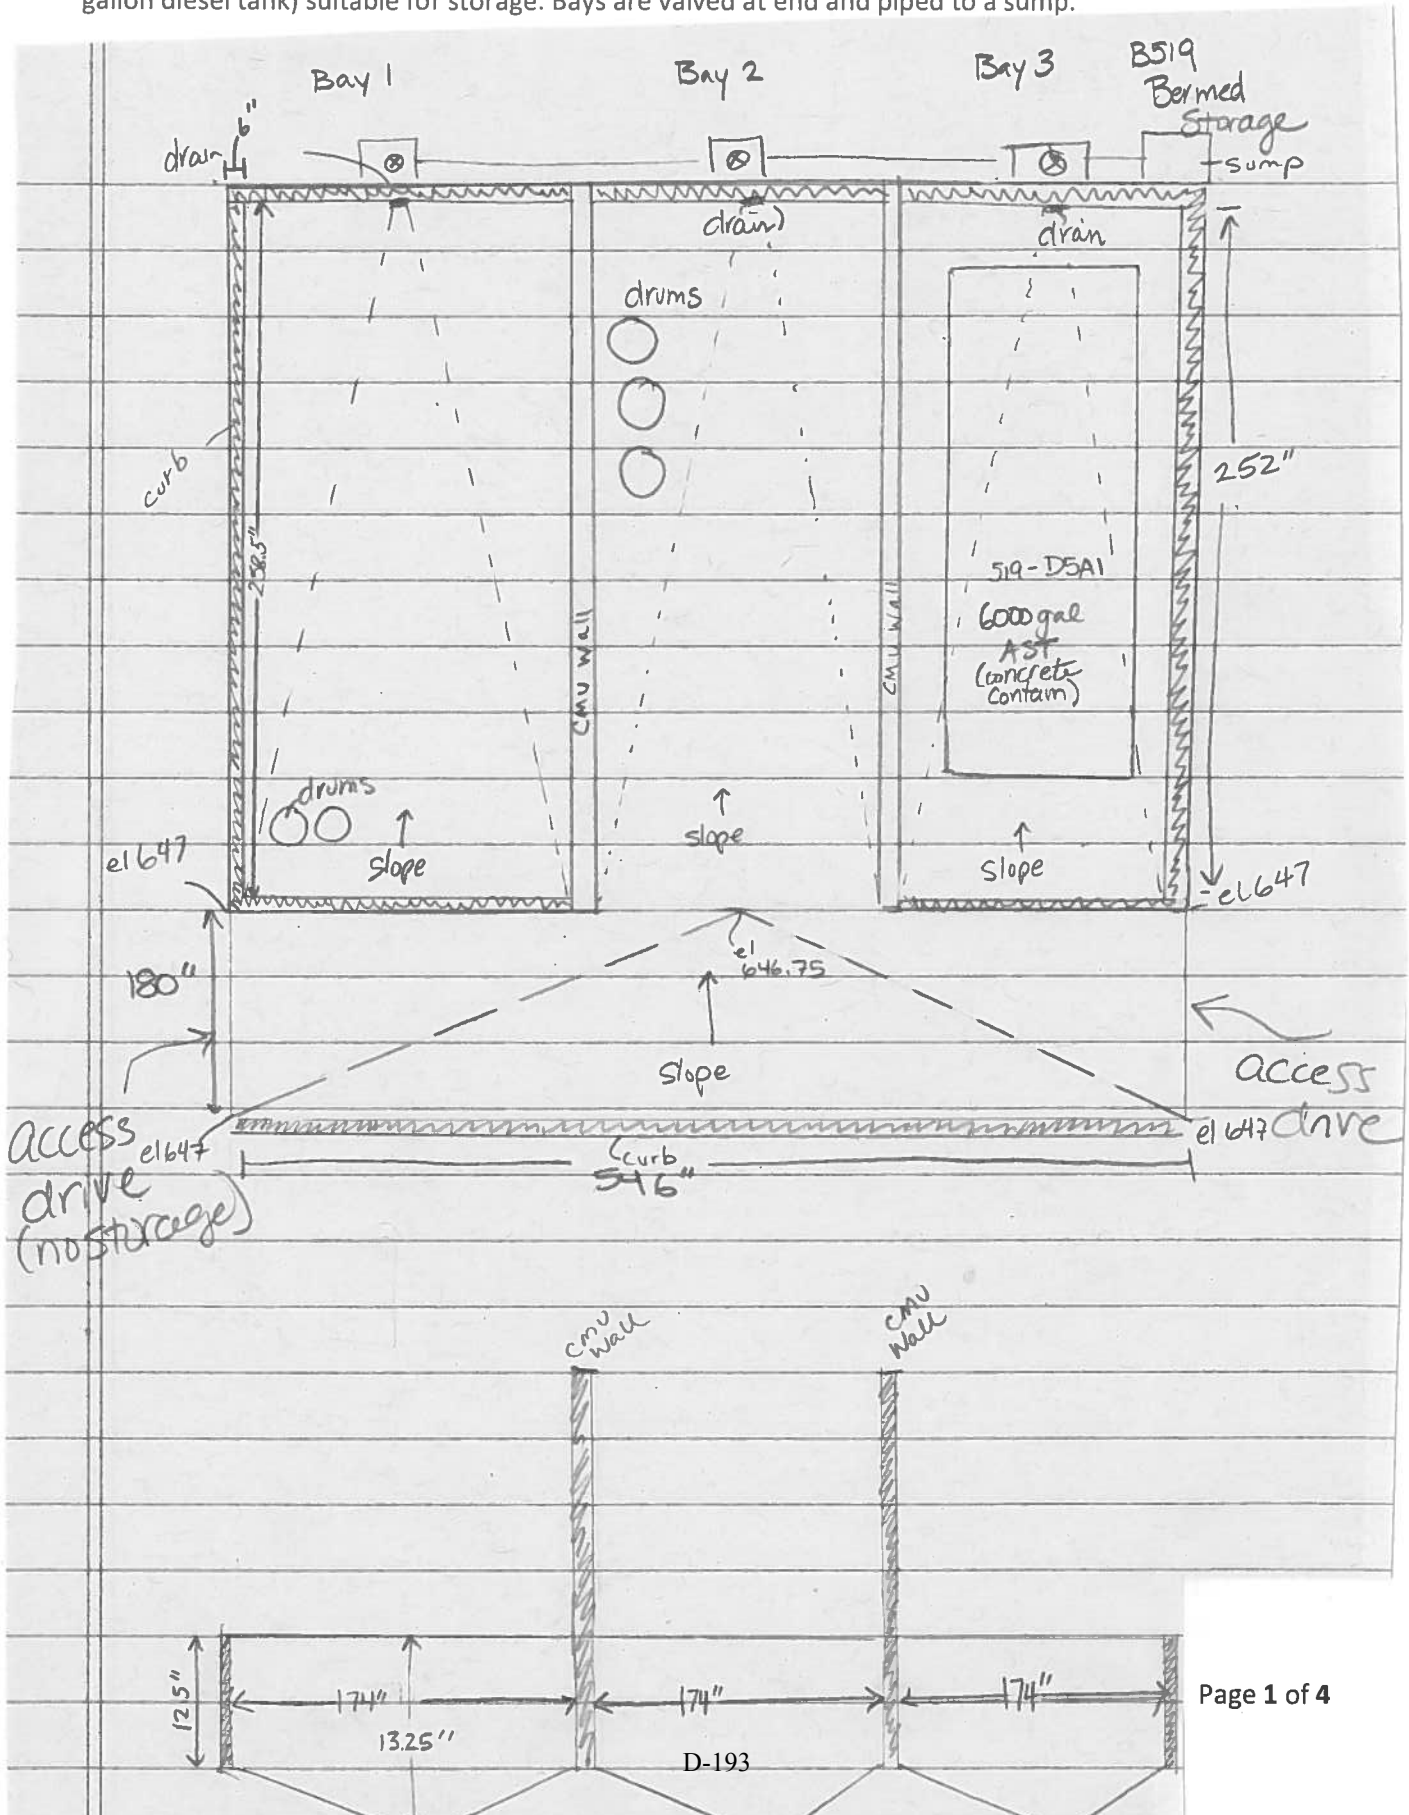 gallon diesel tank) suitable for storage. Bays are valved at end and piped to a sump.
Bay 1
Bay 2
Bay 3
B519
Bermed
Storage
6"
drain
sump
drain
drain
drums
curb
258.5"
252"
519-D5A1
6000 gal
AST
(concrete
contam)
CMU Wall
CMU Wall
drums
slope
slope
slope
el 647
el 647
180"
el
646.75
slope
access
drive
access
drive
(no storage)
el 647
el 647
curb
546"
CMU
Wall
CMU
Wall
12.5"
174"
174"
174"
13.25"
Page 1 of 4
D-193